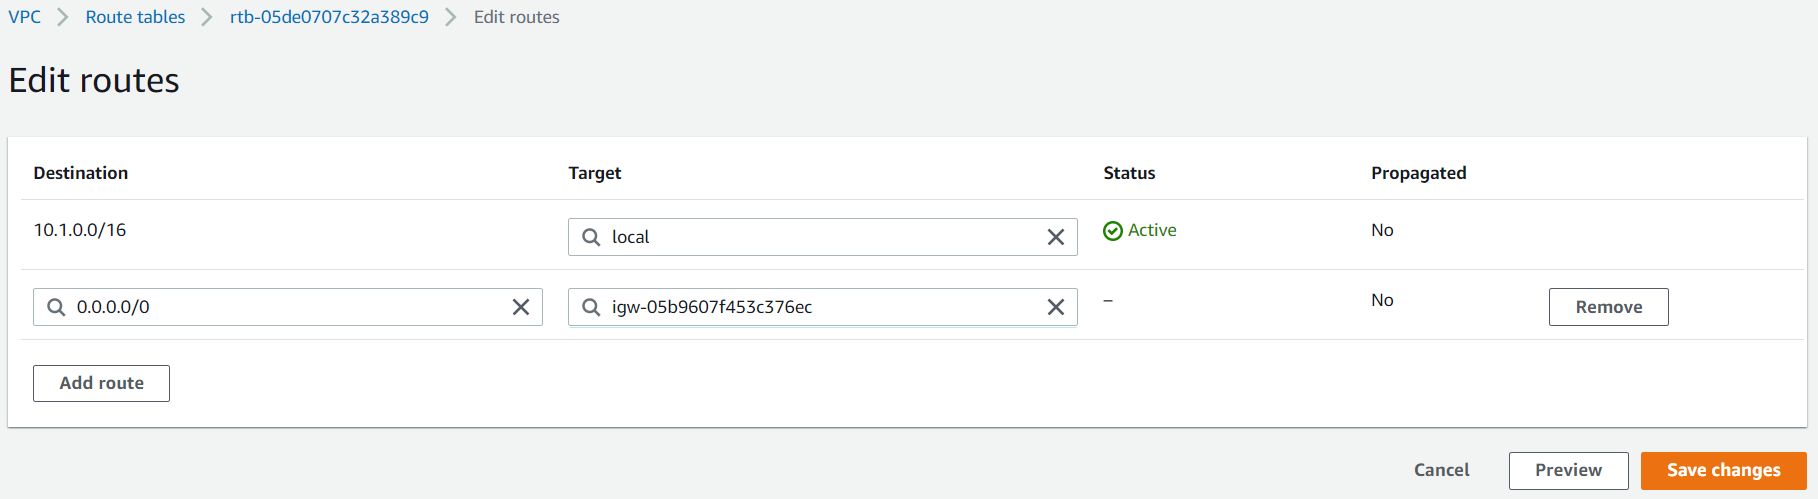 VPC > Route tables > rtb-05de0707c32a389c9 > Edit routes
Edit routes
Destination Target Status Propagated
10.1.0.0/16 local Active No
0.0.0.0/0 igw-05b9607f453c376ec – No Remove
Add route
Cancel Preview Save changes